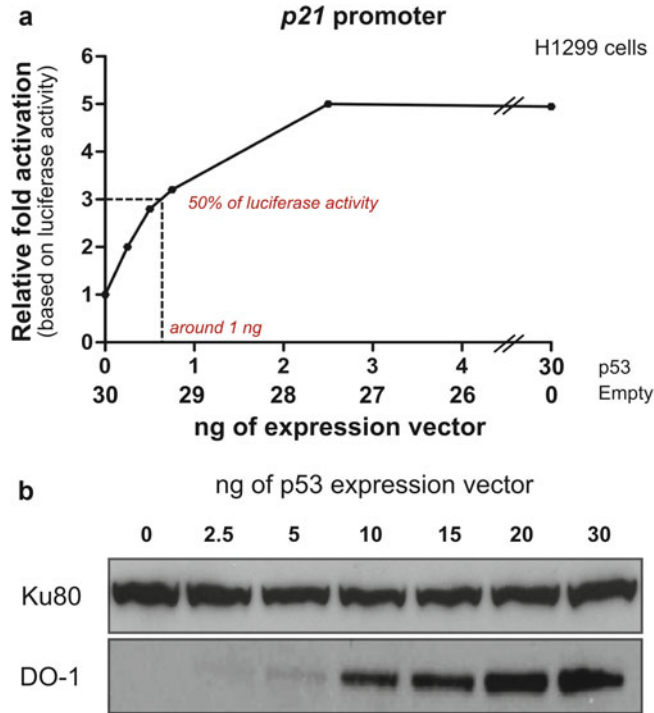 a
p21 promoter
H1299 cells
Relative fold activation
(based on luciferase activity)
6
5
4
3
2
1
0
50% of luciferase activity
around 1 ng
0 1 2 3 4 30 p53
30 29 28 27 26 0 Empty
ng of expression vector
b
ng of p53 expression vector
0 2.5 5 10 15 20 30
Ku80
DO-1